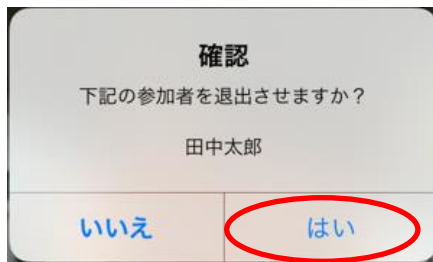 確認
下記の参加者を退出させますか？
田中太郎
いいえ
はい